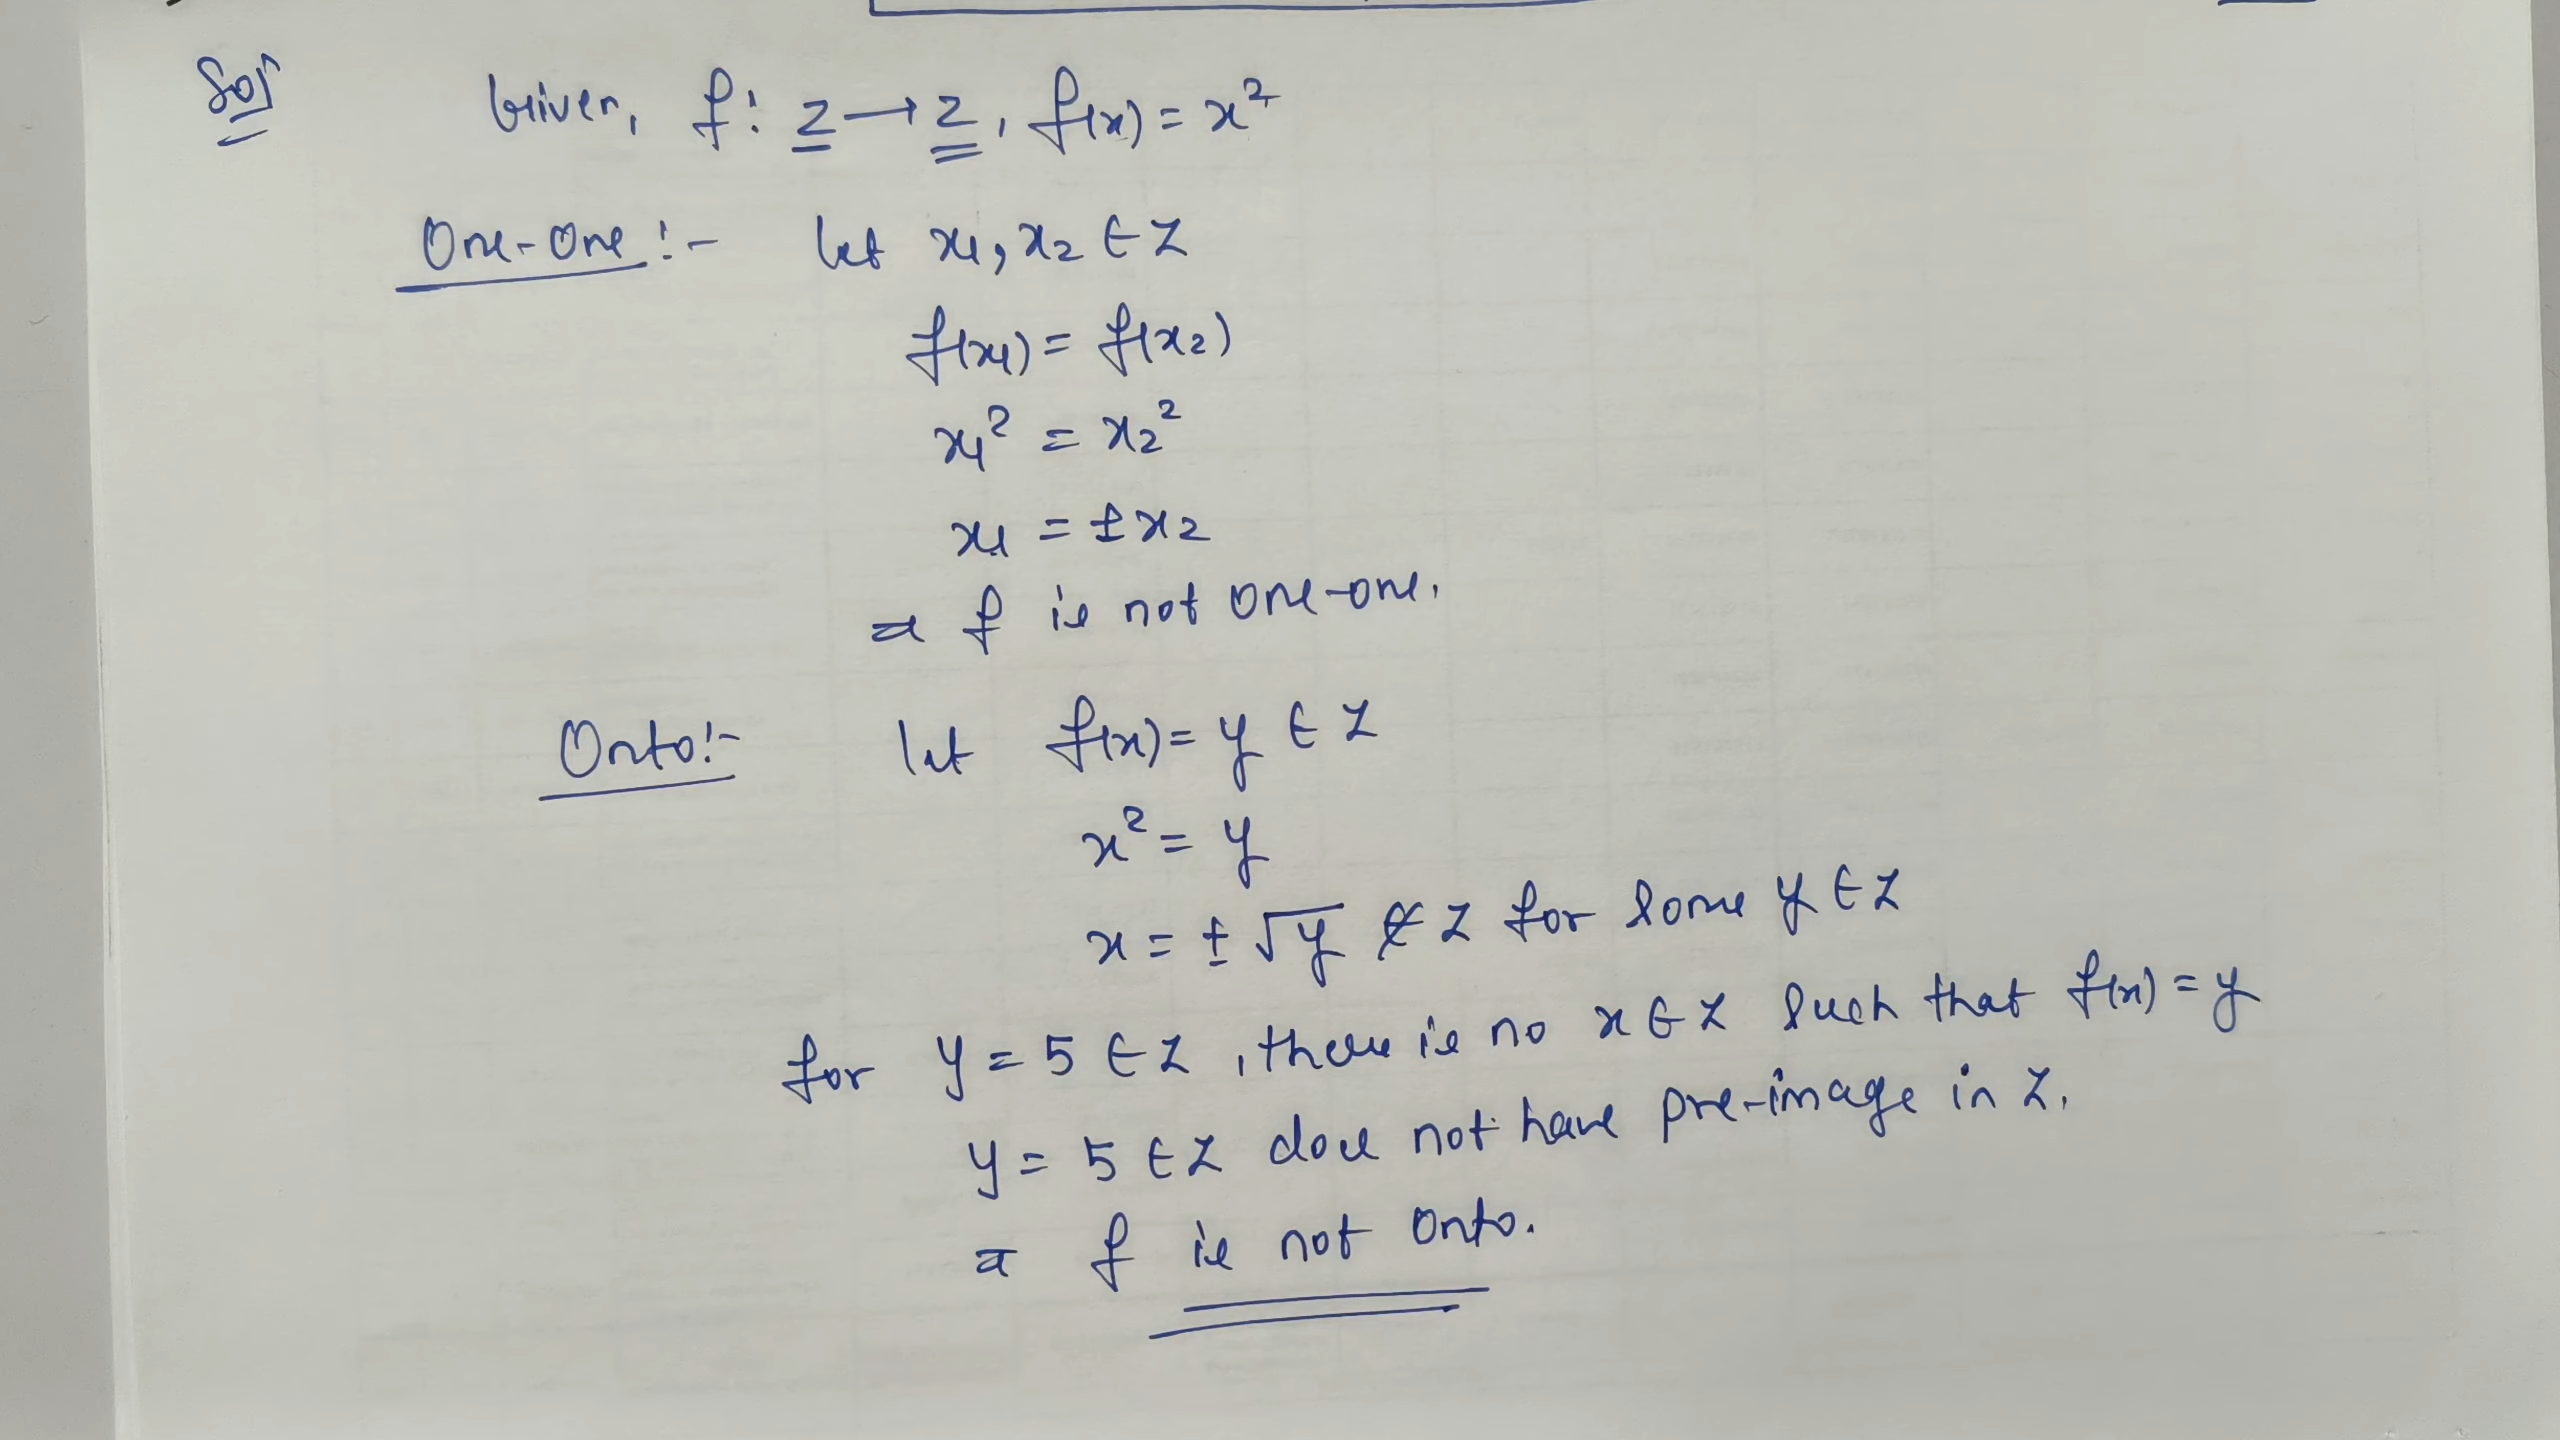 Solⁿ Given, f: Z → Z, f(x) = x²
One-One :- let x₁, x₂ ∈ Z
f(x₁) = f(x₂)
x₁² = x₂²
x₁ = ± x₂
⇒ f is not one-one.
Onto:- let f(x) = y ∈ Z
x² = y
x = ± √y ∉ Z for some y ∈ Z
for y = 5 ∈ Z, there is no x ∈ Z such that f(x) = y
y = 5 ∈ Z does not have pre-image in Z.
⇒ f is not onto.